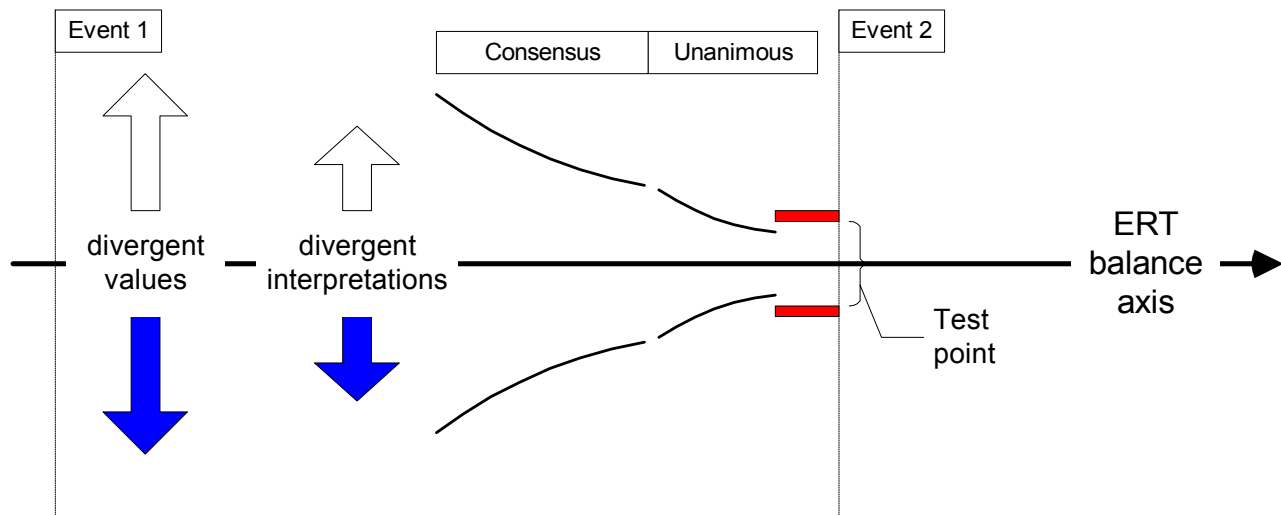 Event 1
Consensus
Unanimous
Event 2
divergent
values
divergent
interpretations
ERT
balance
axis
Test
point